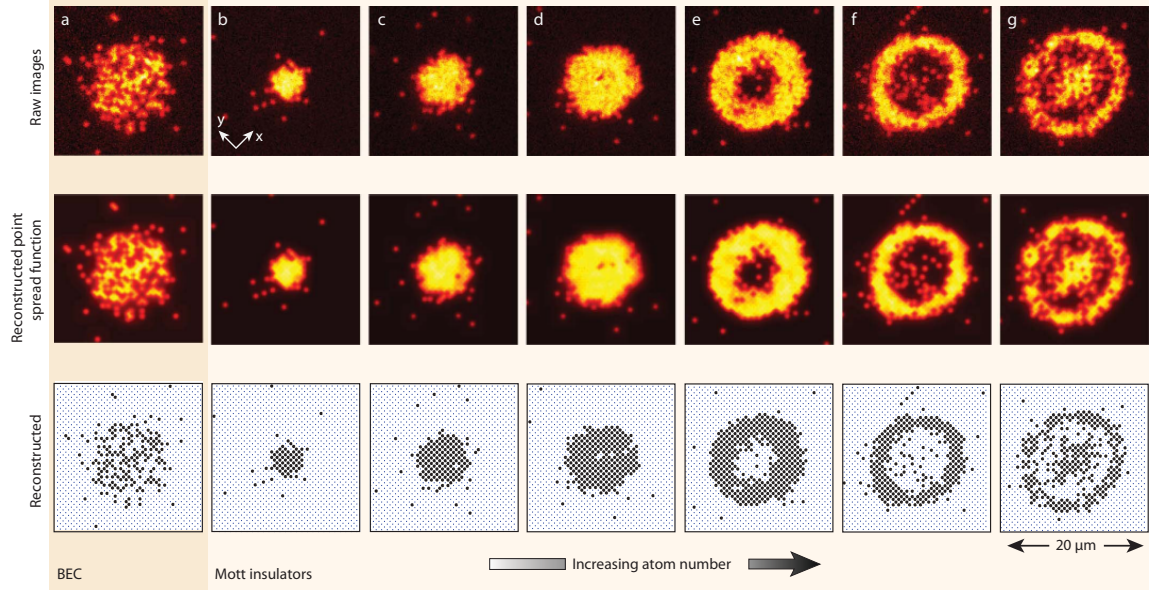 a
b
c
d
e
f
g
Raw images
y
x
Reconstructed point
spread function
Reconstructed
20 µm
BEC
Mott insulators
Increasing atom number